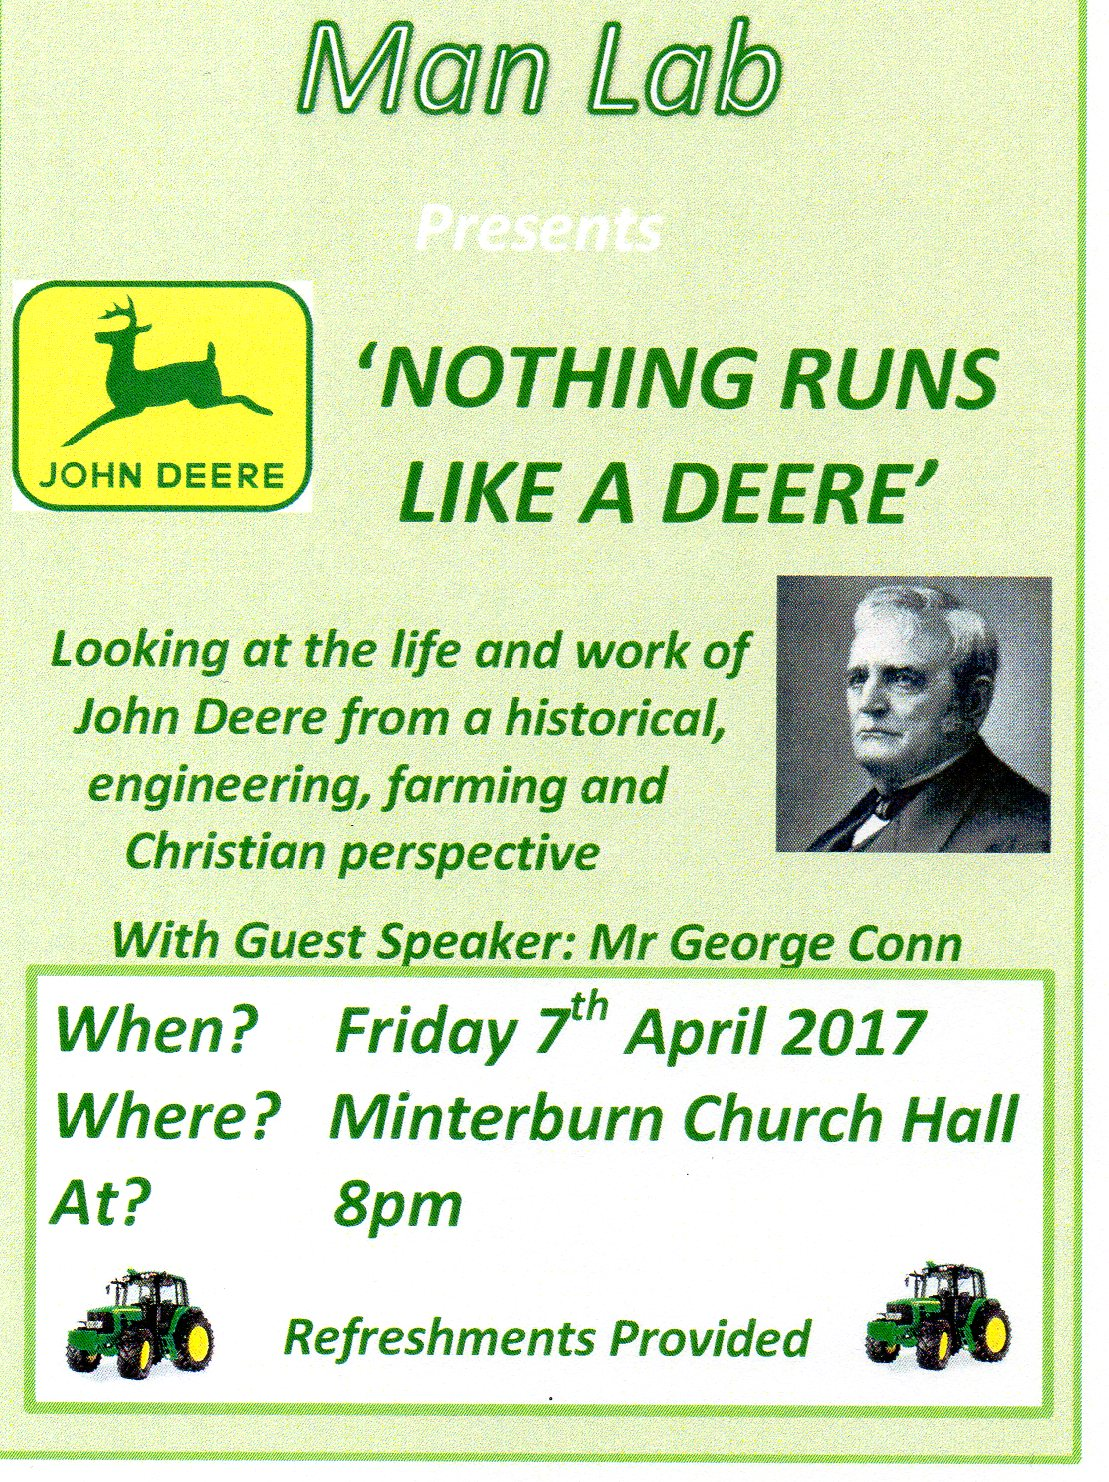 Man Lab
Presents
JOHN DEERE
‘NOTHING RUNS
LIKE A DEERE’
Looking at the life and work of
John Deere from a historical,
engineering, farming and
Christian perspective
With Guest Speaker: Mr George Conn
When? Friday 7th April 2017
Where? Minterburn Church Hall
At? 8pm
Refreshments Provided